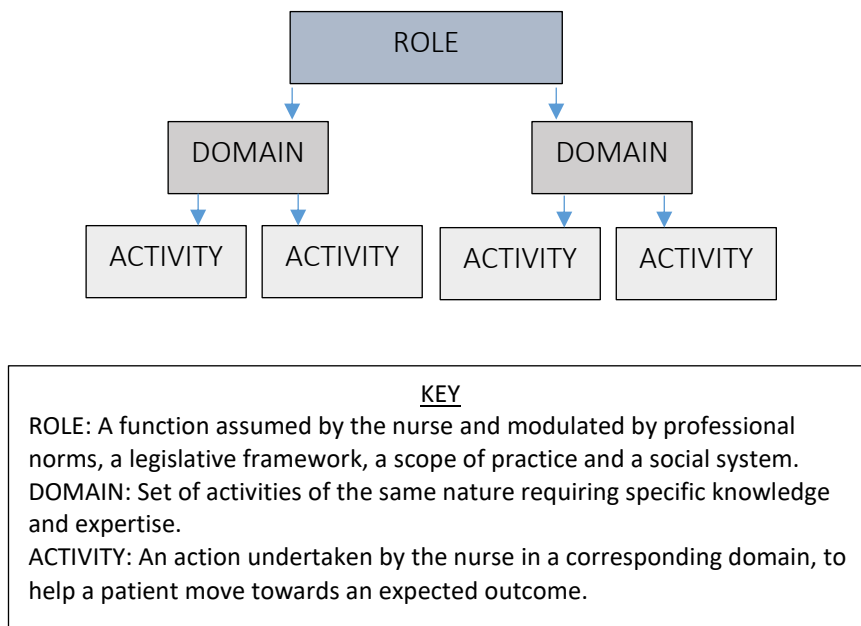 ROLE
DOMAIN DOMAIN
ACTIVITY ACTIVITY ACTIVITY ACTIVITY
KEY
ROLE: A function assumed by the nurse and modulated by professional
norms, a legislative framework, a scope of practice and a social system.
DOMAIN: Set of activities of the same nature requiring specific knowledge
and expertise.
ACTIVITY: An action undertaken by the nurse in a corresponding domain, to
help a patient move towards an expected outcome.